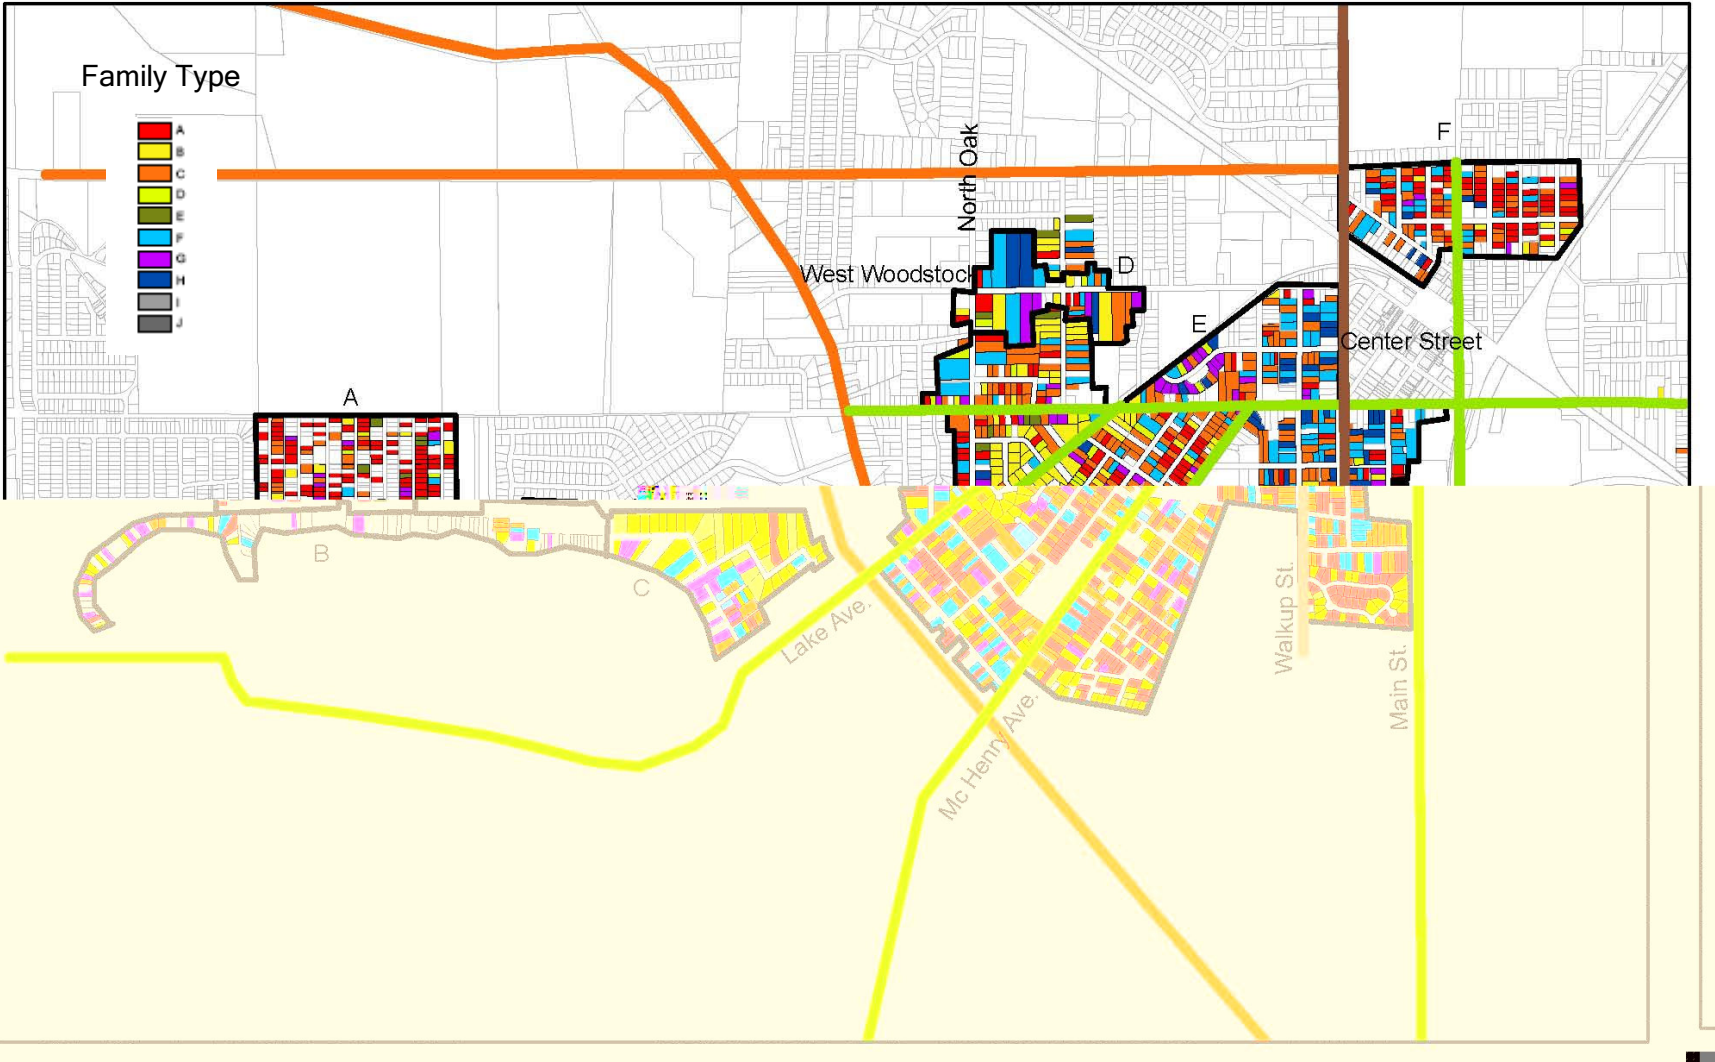 Family Type
A
B
C
D
E
F
G
H
I
J
North Oak
F
West Woodstock
D
E
Center Street
A
B
C
Lake Ave.
Walkup St.
Main St.
Mc Henry Ave.